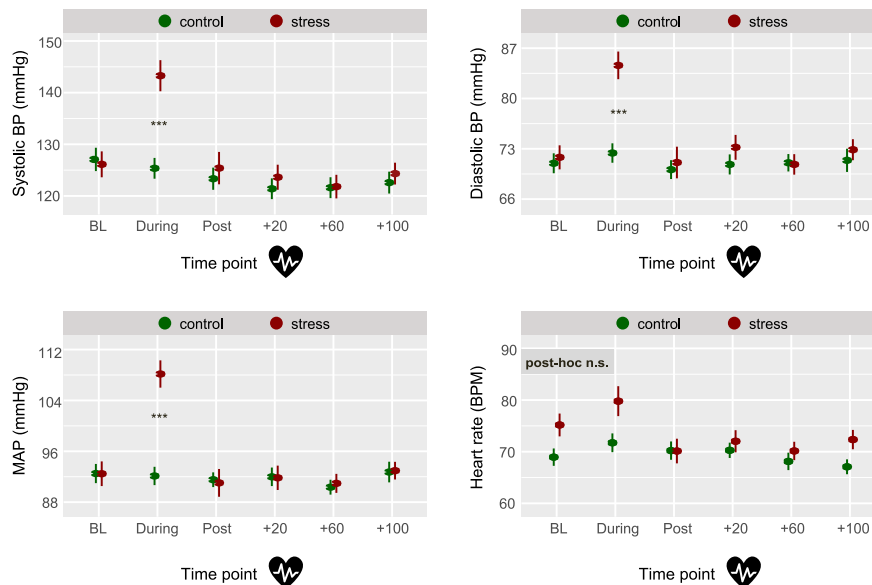 control stress
Systolic BP (mmHg)
150
140
130
120
***
BL During Post +20 +60 +100
Time point
control stress
Diastolic BP (mmHg)
87
80
73
66
***
BL During Post +20 +60 +100
Time point
control stress
MAP (mmHg)
112
104
96
88
***
BL During Post +20 +60 +100
Time point
control stress
post-hoc n.s.
Heart rate (BPM)
90
80
70
60
BL During Post +20 +60 +100
Time point